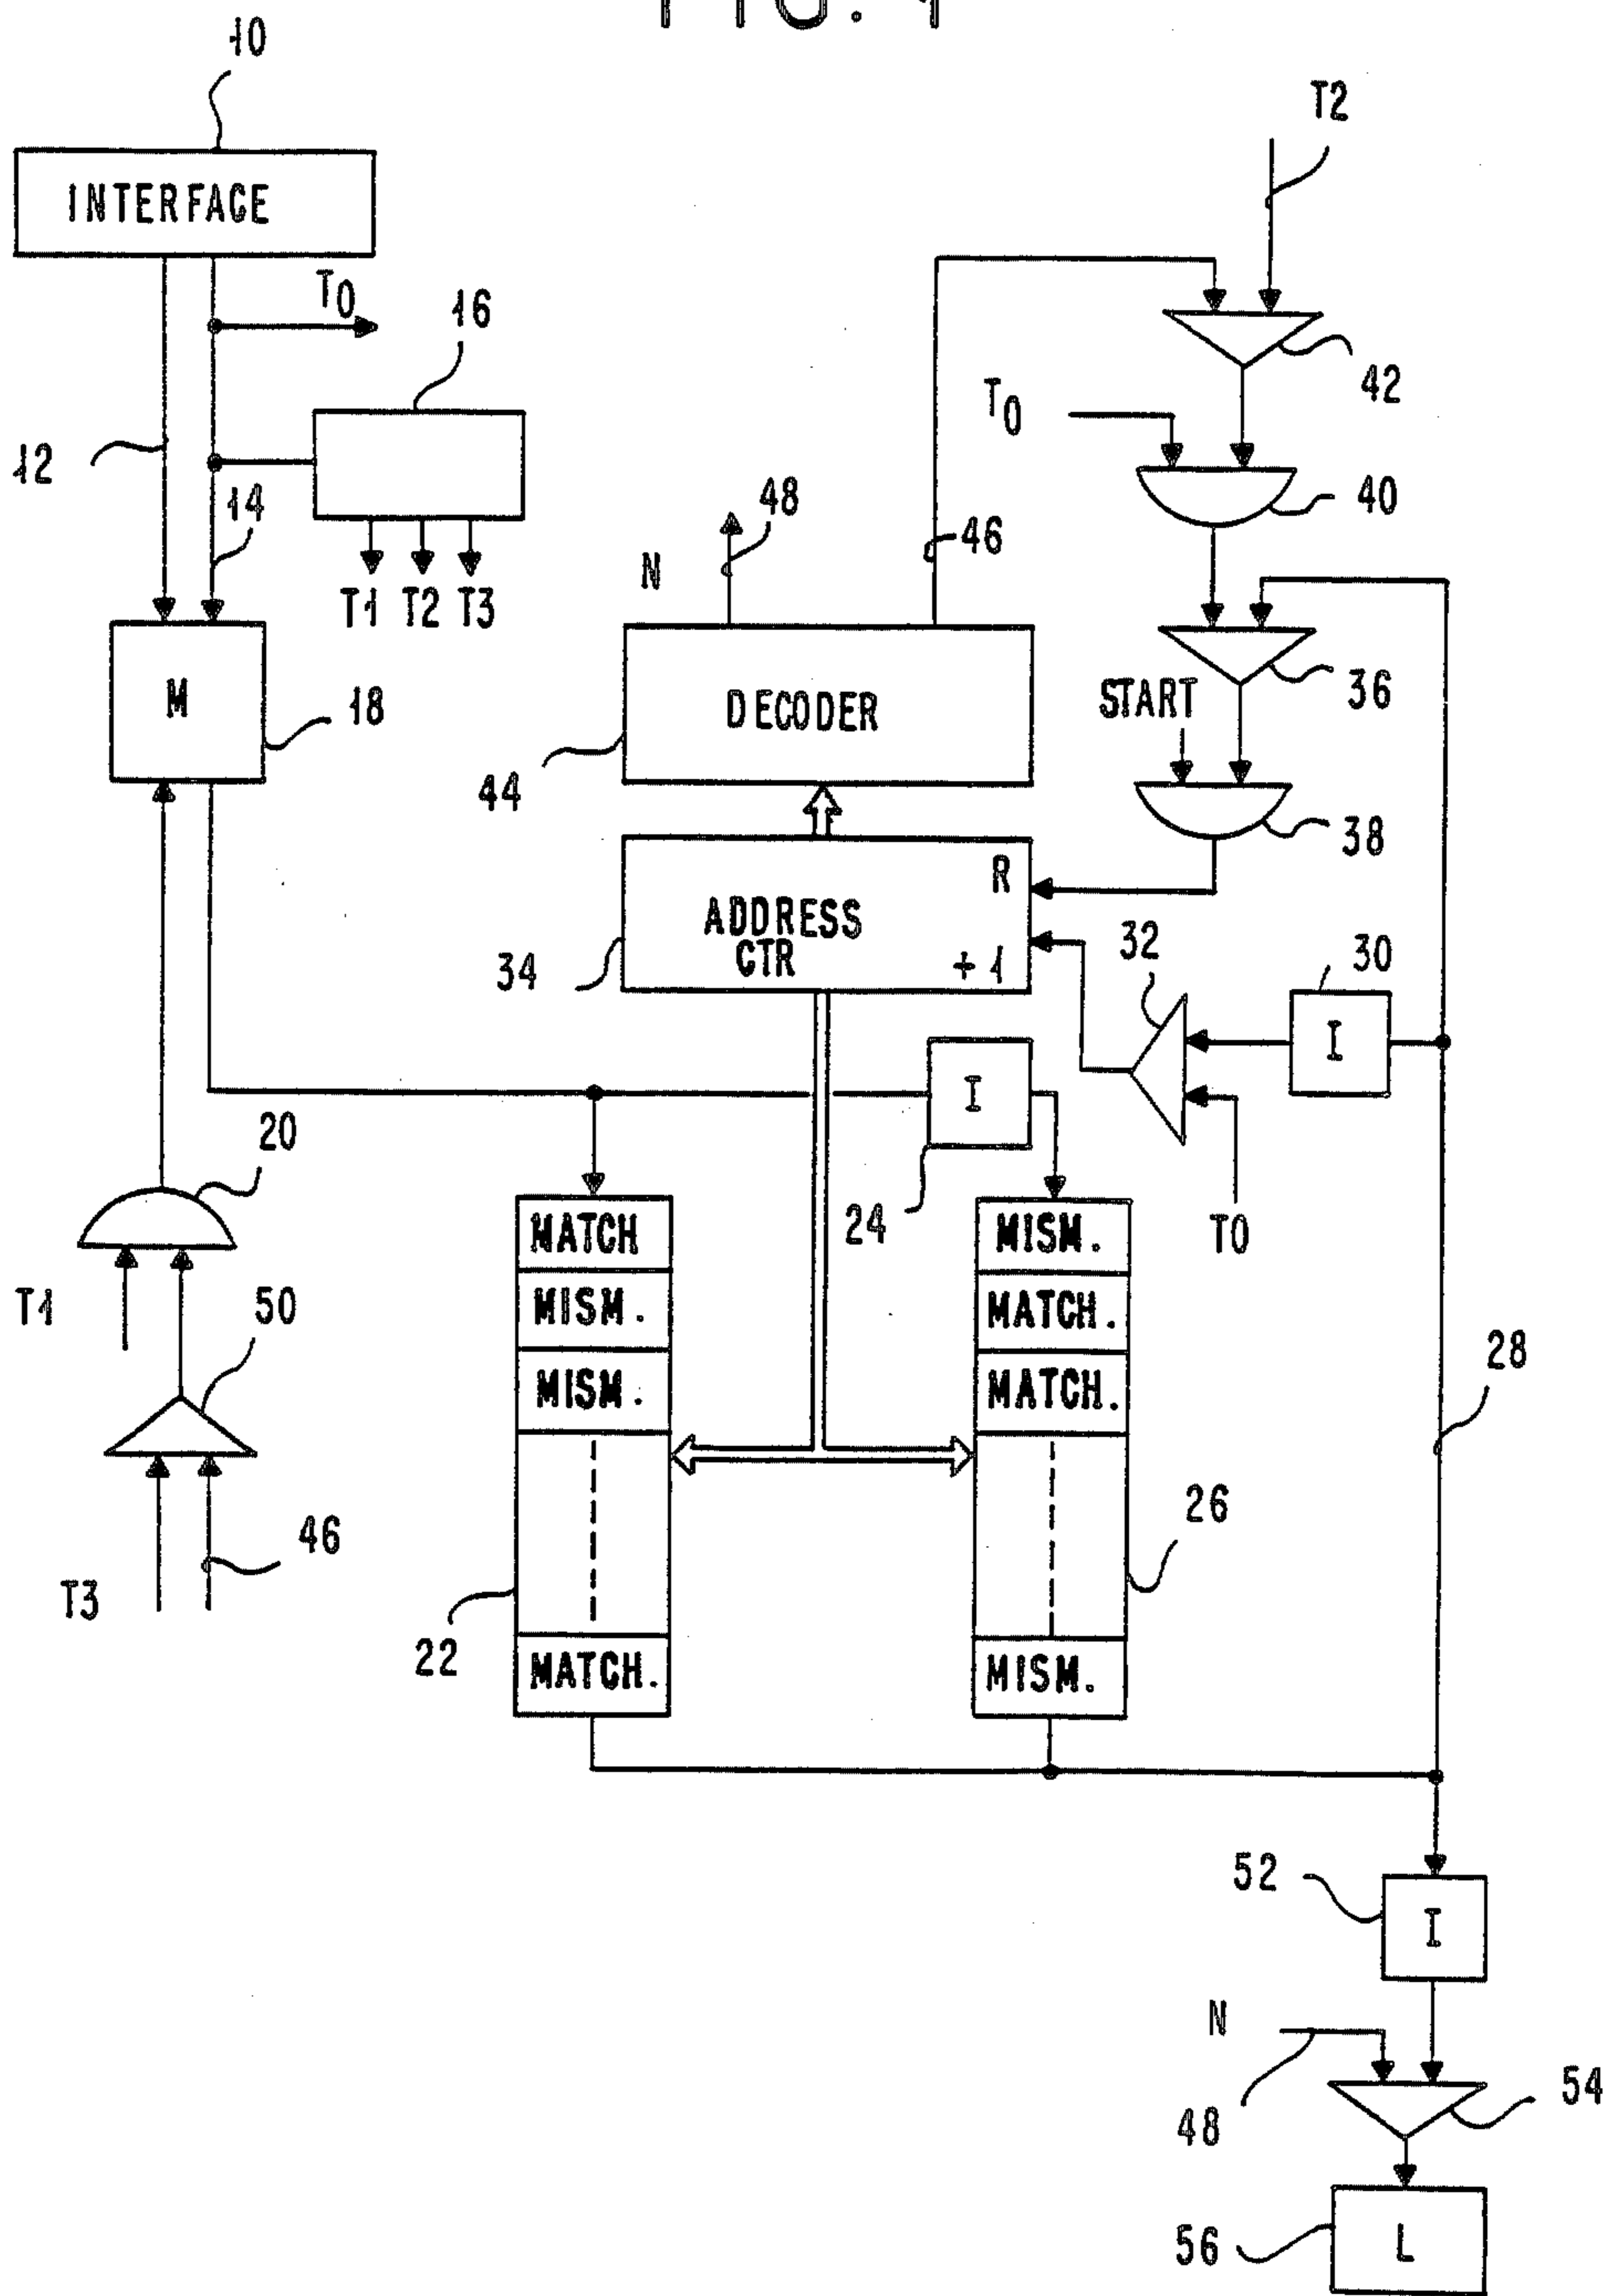 FIG. 1
10
T2
INTERFACE
T0
16
42
T0
12
14
48
40
46
N
T1 T2 T3
M
18
DECODER
START
36
44
38
R
ADDRESS
CTR
+1
34
32
30
I
I
20
24
T0
MATCH
MISM.
T1
50
MISM.
MATCH.
28
MISM.
MATCH.
46
26
T3
22
MATCH.
MISM.
52
I
N
48
54
56
L